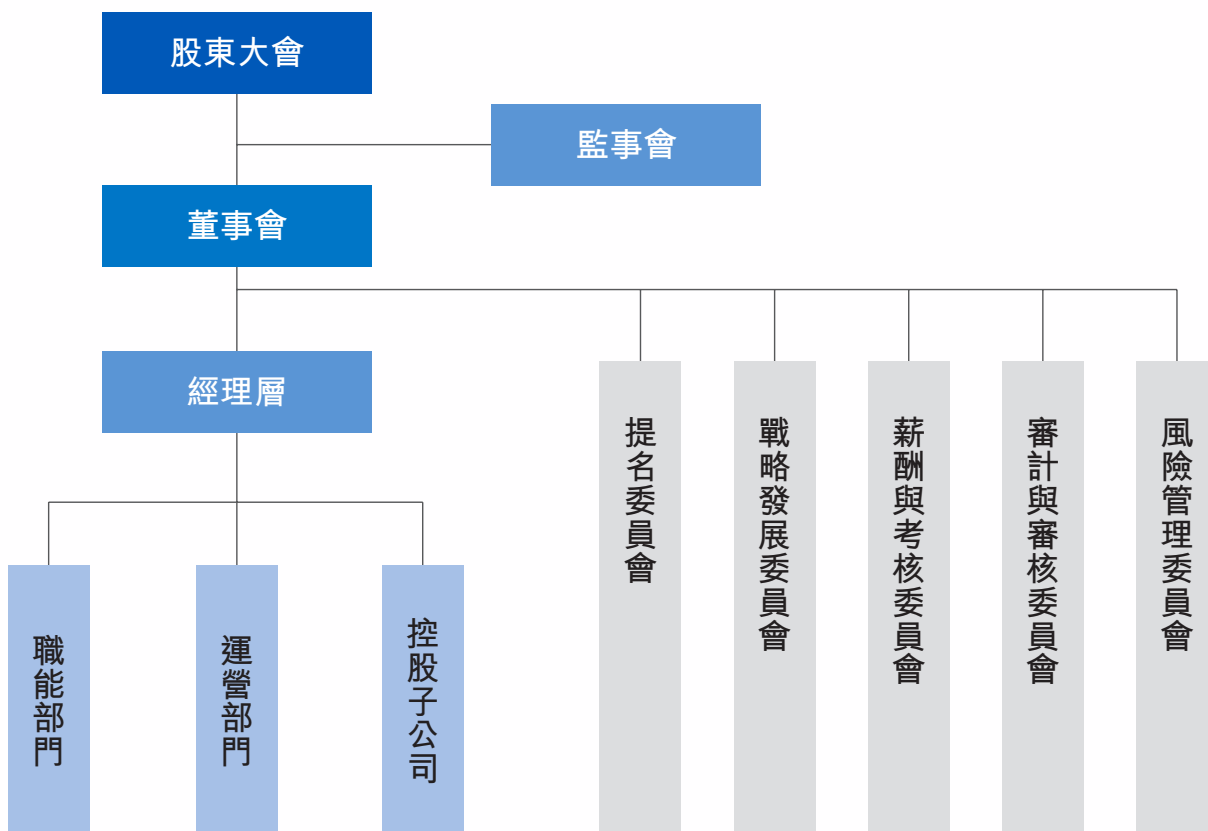 股東大會
監事會
董事會
經理層
提名委員會
戰略發展委員會
薪酬與考核委員會
審計與審核委員會
風險管理委員會
職能部門
運營部門
控股子公司